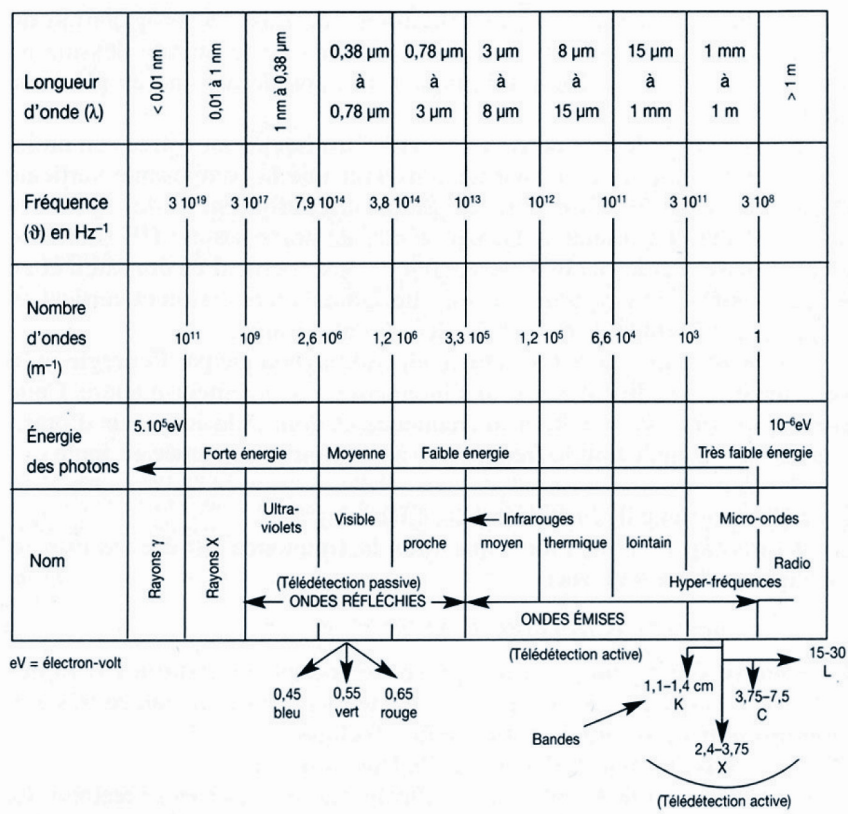 Longueur d'onde (λ)
< 0,01 nm
0,01 à 1 nm
1 nm à 0,38 µm
0,38 µm à 0,78 µm
0,78 µm à 3 µm
3 µm à 8 µm
8 µm à 15 µm
15 µm à 1 mm
1 mm à 1 m
> 1 m
Fréquence (ϑ) en Hz⁻¹
3 10¹⁹ 3 10¹⁷ 7,9 10¹⁴ 3,8 10¹⁴ 10¹³ 10¹² 10¹¹ 3 10¹¹ 3 10⁸
Nombre d'ondes (m⁻¹)
10¹¹ 10⁹ 2,6 10⁶ 1,2 10⁶ 3,3 10⁵ 1,2 10⁵ 6,6 10⁴ 10³ 1
Énergie des photons
5.10⁵eV 10⁻⁶eV
Forte énergie Moyenne Faible énergie Très faible énergie
Nom
Rayons γ
Rayons X
Ultra-violets
Visible
Infrarouges
proche moyen thermique lointain
Micro-ondes
Radio
Hyper-fréquences
(Télédétection passive)
ONDES RÉFLÉCHIES
ONDES ÉMISES
eV = électron-volt
0,45 bleu
0,55 vert
0,65 rouge
(Télédétection active)
15-30
L
1,1–1,4 cm
K
3,75–7,5
C
Bandes
2,4–3,75
X
(Télédétection active)